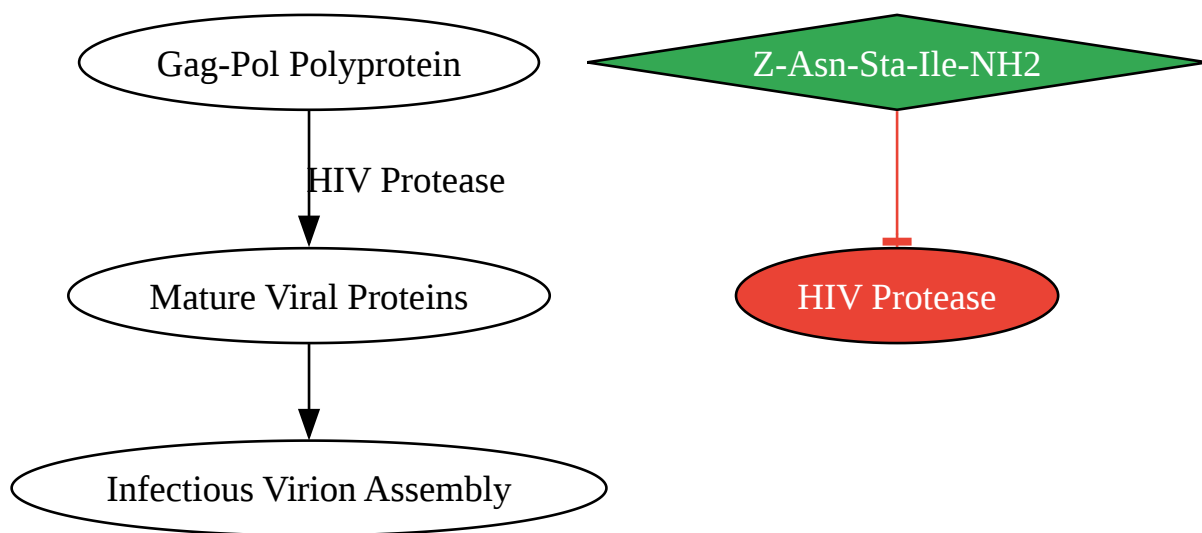 Gag-Pol Polyprotein
Z-Asn-Sta-Ile-NH2
HIV Protease
Mature Viral Proteins
HIV Protease
Infectious Virion Assembly